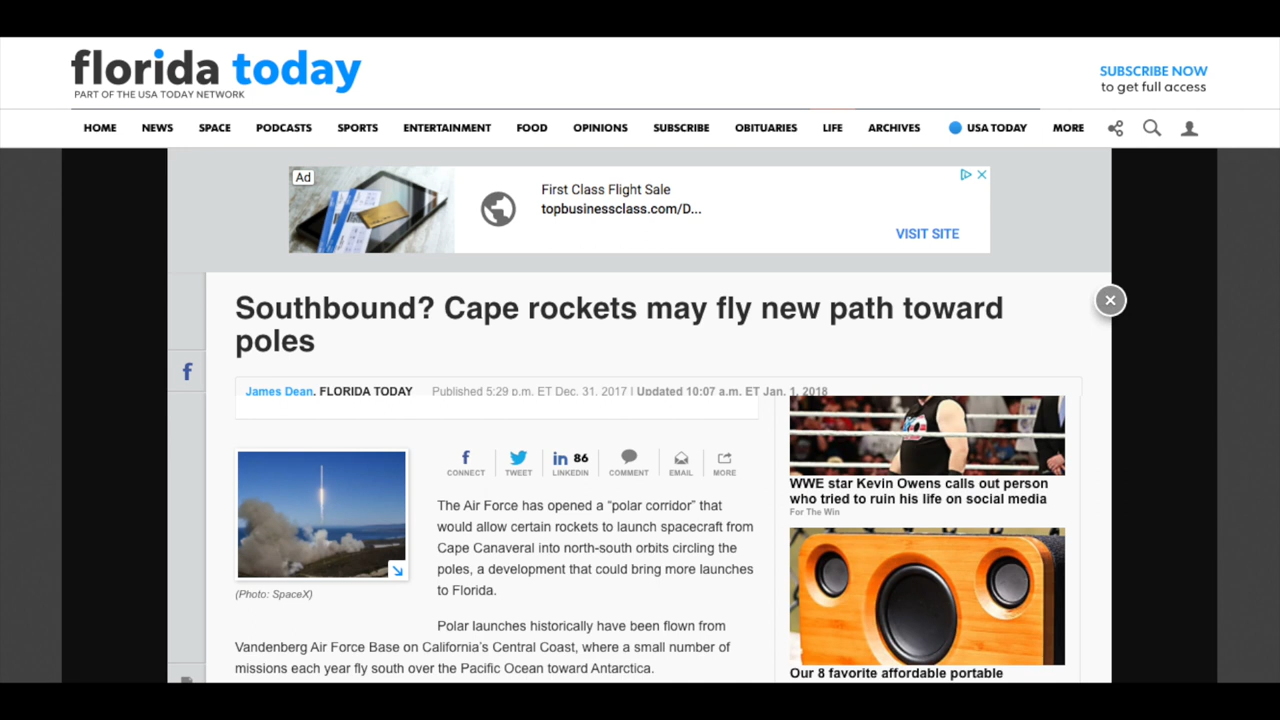 florida today
PART OF THE USA TODAY NETWORK
SUBSCRIBE NOW
to get full access
HOME NEWS SPACE PODCASTS SPORTS ENTERTAINMENT FOOD OPINIONS SUBSCRIBE OBITUARIES LIFE ARCHIVES USA TODAY MORE
Ad
First Class Flight Sale
topbusinessclass.com/D...
VISIT SITE
Southbound? Cape rockets may fly new path toward
poles
James Dean, FLORIDA TODAY Published 5:29 p.m. ET Dec. 31, 2017 | Updated 10:07 a.m. ET Jan. 1, 2018
f
f
CONNECT
TWEET
in 86
LINKEDIN
COMMENT
EMAIL
MORE
(Photo: SpaceX)
The Air Force has opened a “polar corridor” that
would allow certain rockets to launch spacecraft from
Cape Canaveral into north-south orbits circling the
poles, a development that could bring more launches
to Florida.
Polar launches historically have been flown from
Vandenberg Air Force Base on California’s Central Coast, where a small number of
missions each year fly south over the Pacific Ocean toward Antarctica.
WWE star Kevin Owens calls out person
who tried to ruin his life on social media
For The Win
Our 8 favorite affordable portable